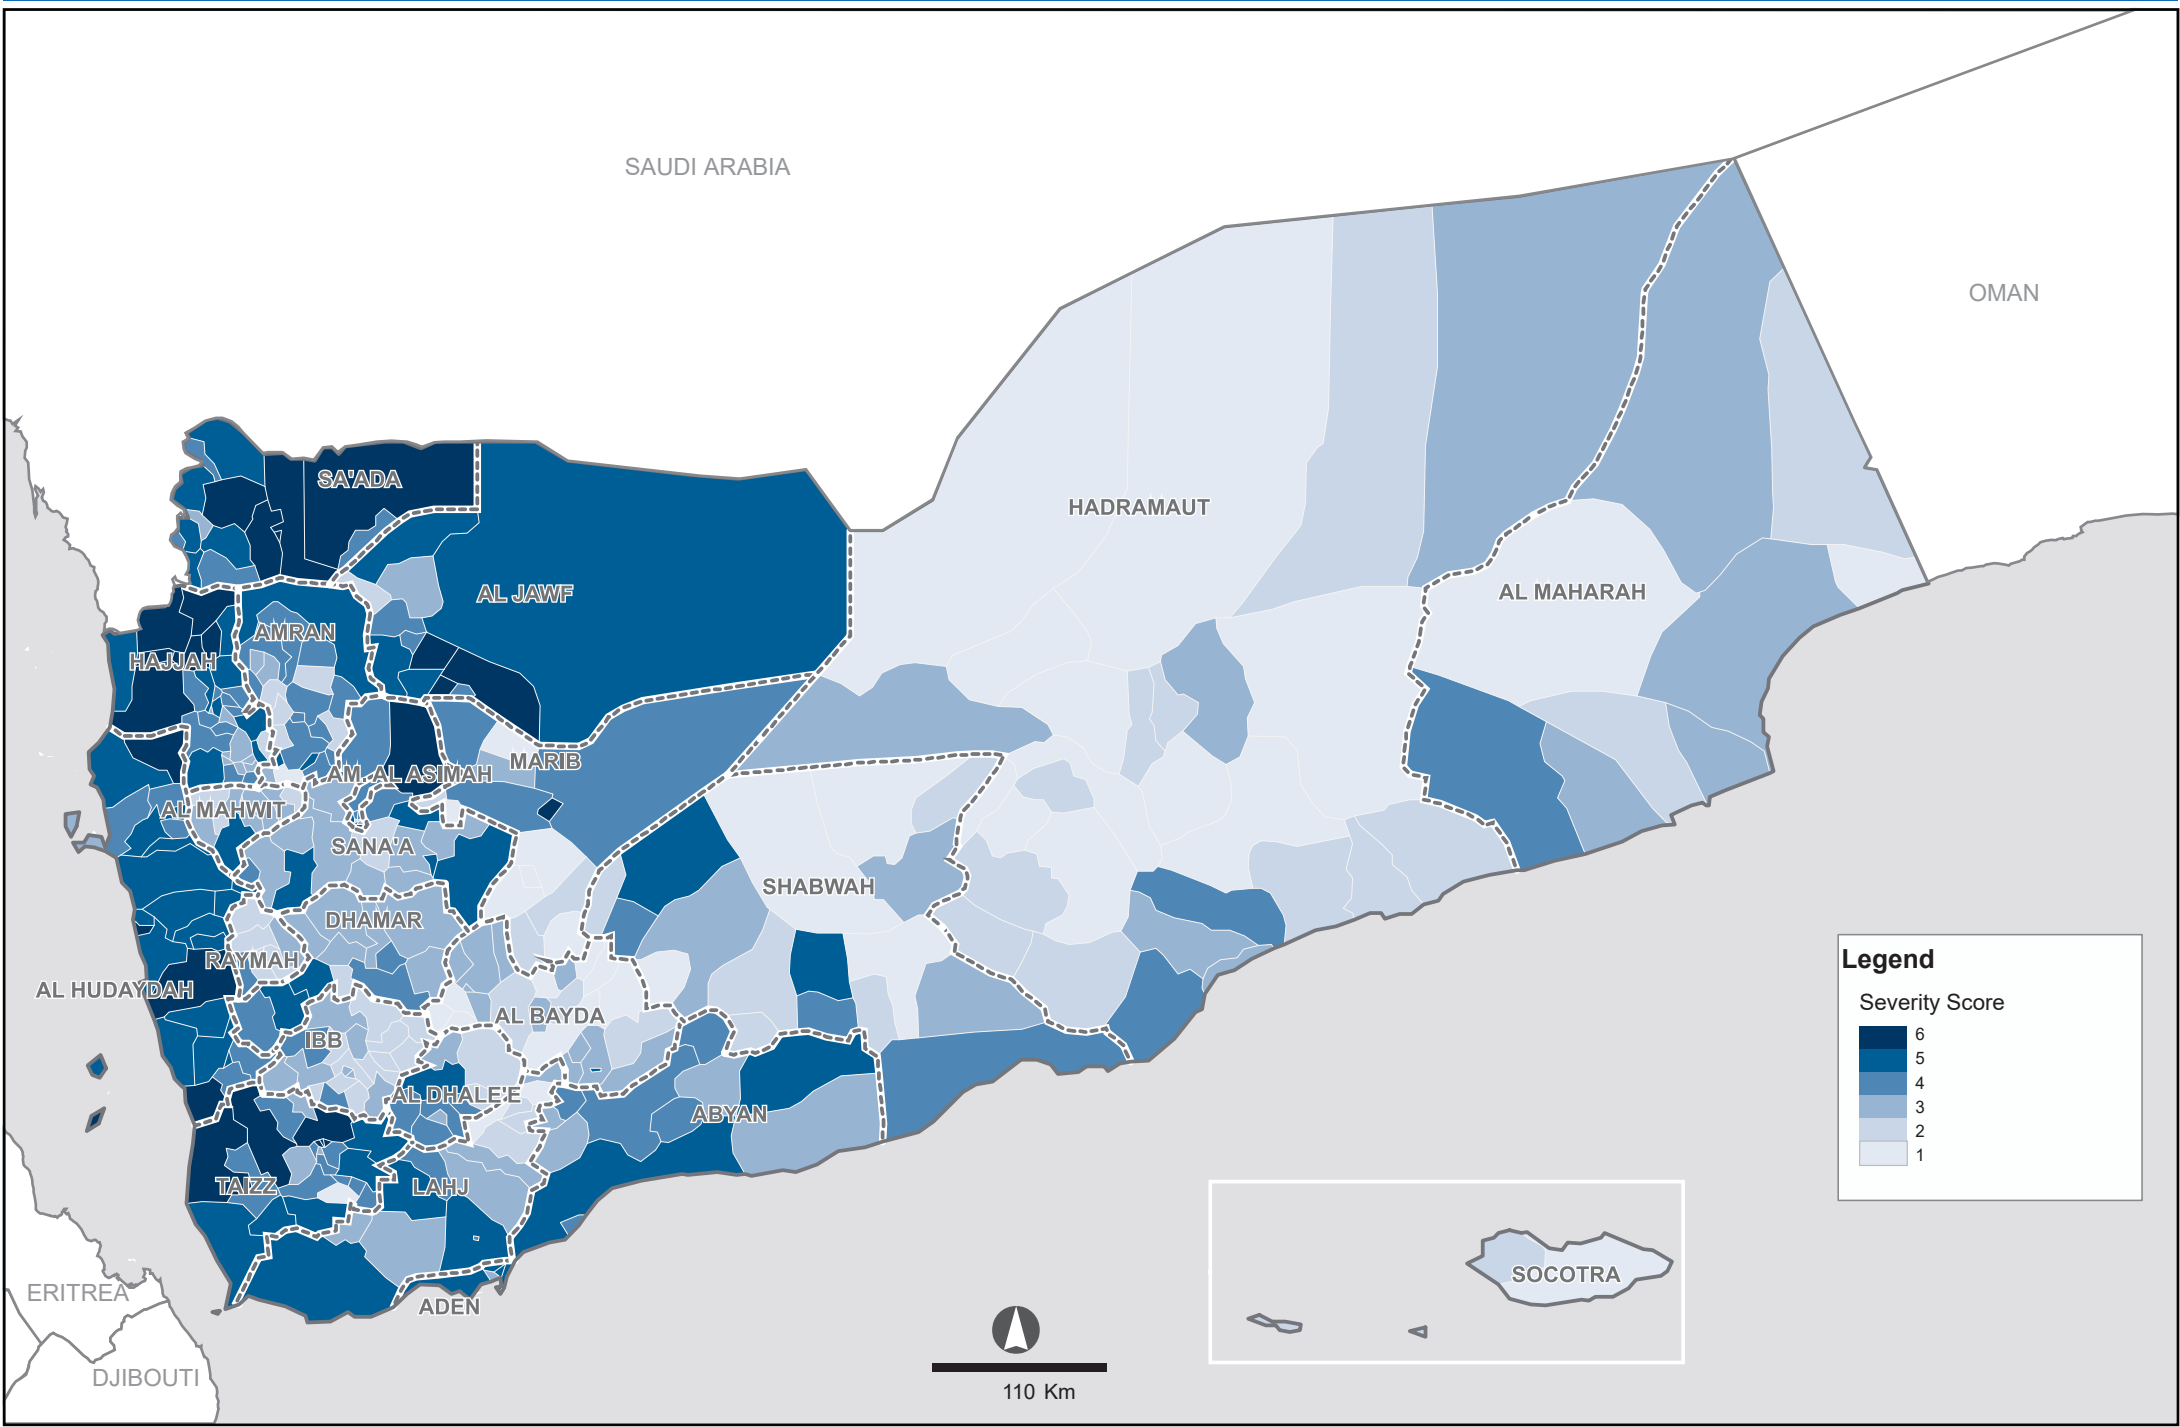 SAUDI ARABIA
OMAN
SA'ADA
HADRAMAUT
AL JAWF
AL MAHARAH
AMRAN
HAJJAH
MARIB
AM. AL ASIMAH
AL MAHWIT
SANA'A
SHABWAH
DHAMAR
RAYMAH
AL HUDAYDAH
AL BAYDA
IBB
AL DHALE'E
ABYAN
TAIZZ
LAHJ
ADEN
ERITREA
DJIBOUTI
SOCOTRA
110 Km
Legend
Severity Score
6
5
4
3
2
1